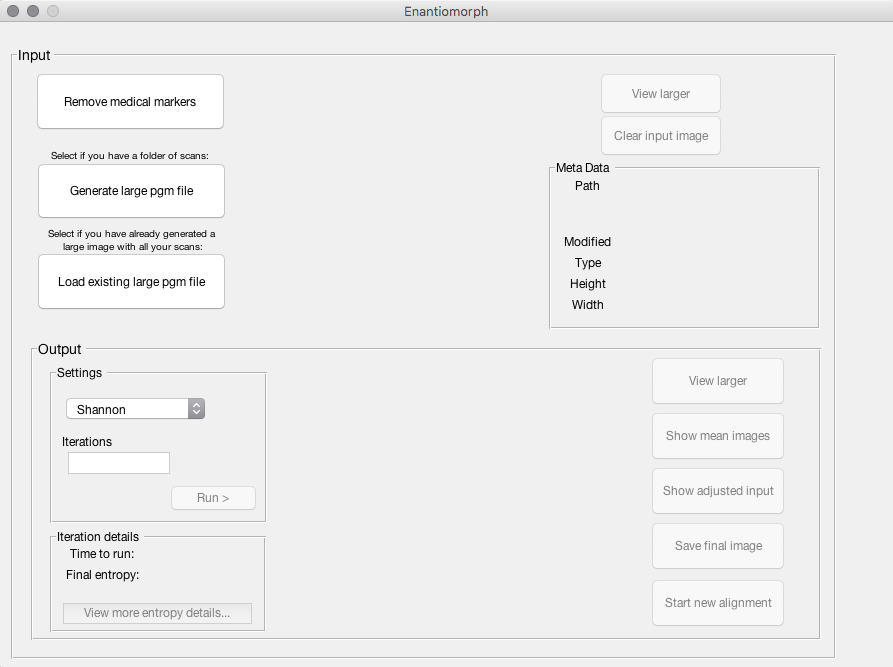 Enantiomorph
Input
Remove medical markers
Select if you have a folder of scans:
Generate large pgm file
Select if you have already generated a
large image with all your scans:
Load existing large pgm file
View larger
Clear input image
Meta Data
Path
Modified
Type
Height
Width
Output
Settings
Shannon
Iterations
Run >
Iteration details
Time to run:
Final entropy:
View more entropy details...
View larger
Show mean images
Show adjusted input
Save final image
Start new alignment